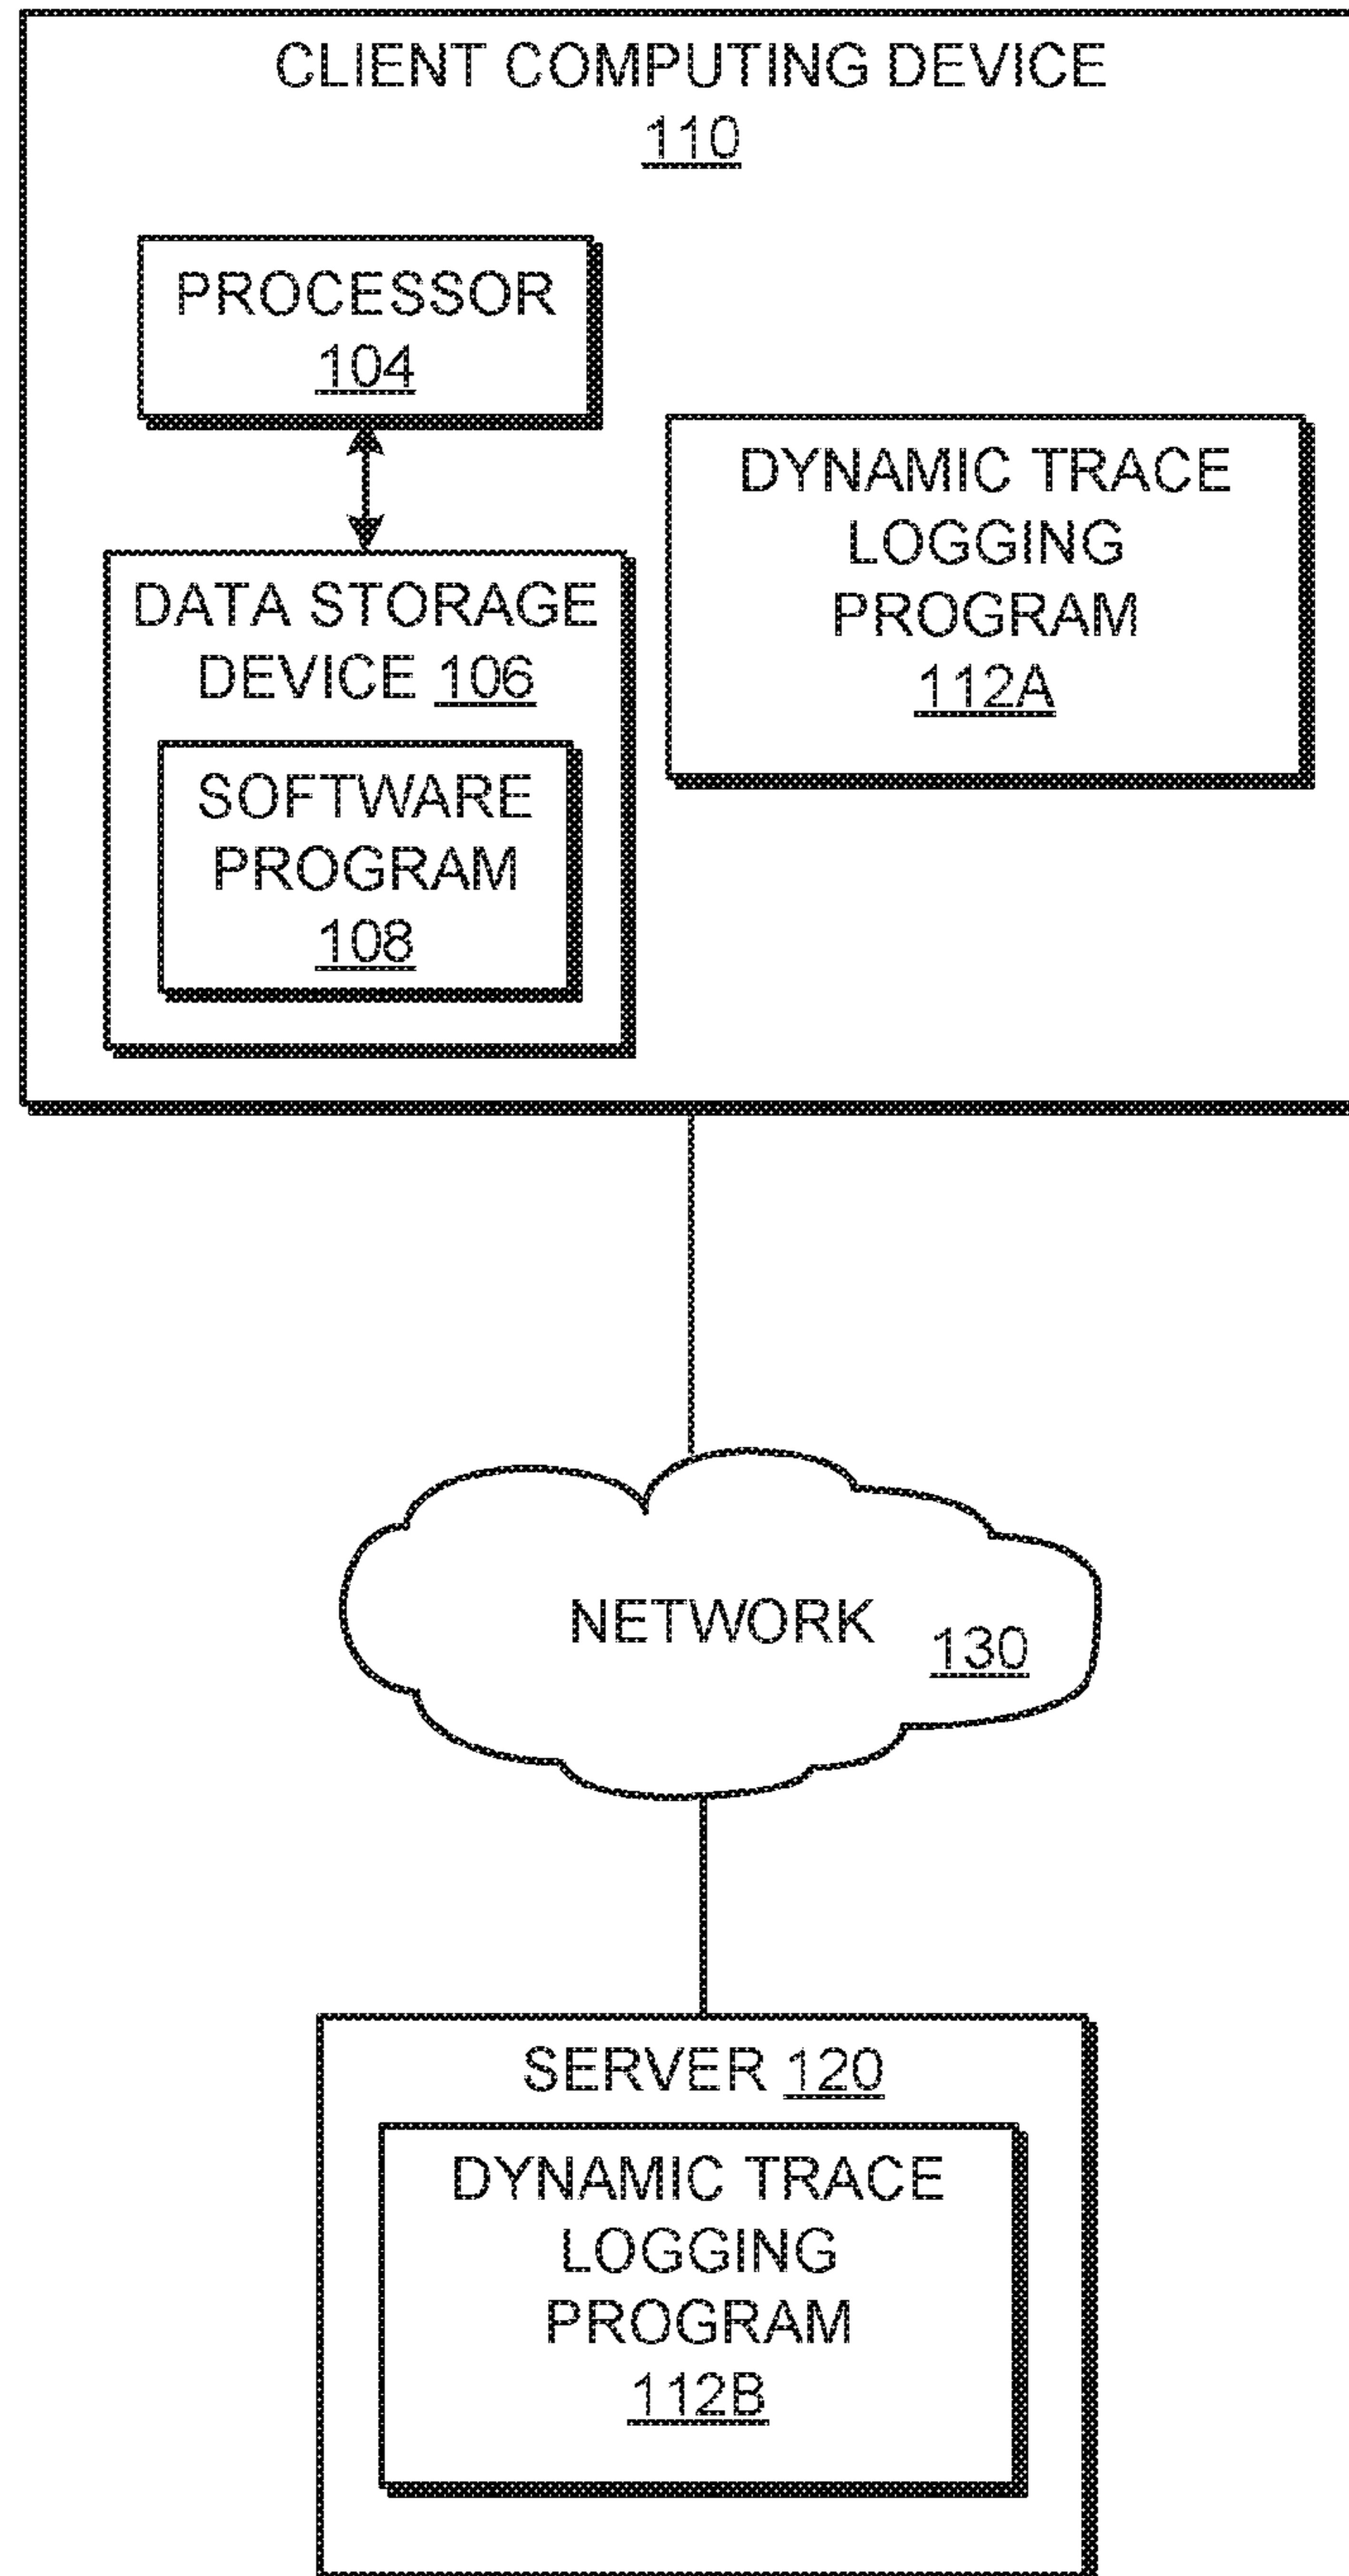 CLIENT COMPUTING DEVICE
110
PROCESSOR
104
DATA STORAGE
DEVICE 106
SOFTWARE
PROGRAM
108
DYNAMIC TRACE
LOGGING
PROGRAM
112A
NETWORK 130
SERVER 120
DYNAMIC TRACE
LOGGING
PROGRAM
112B